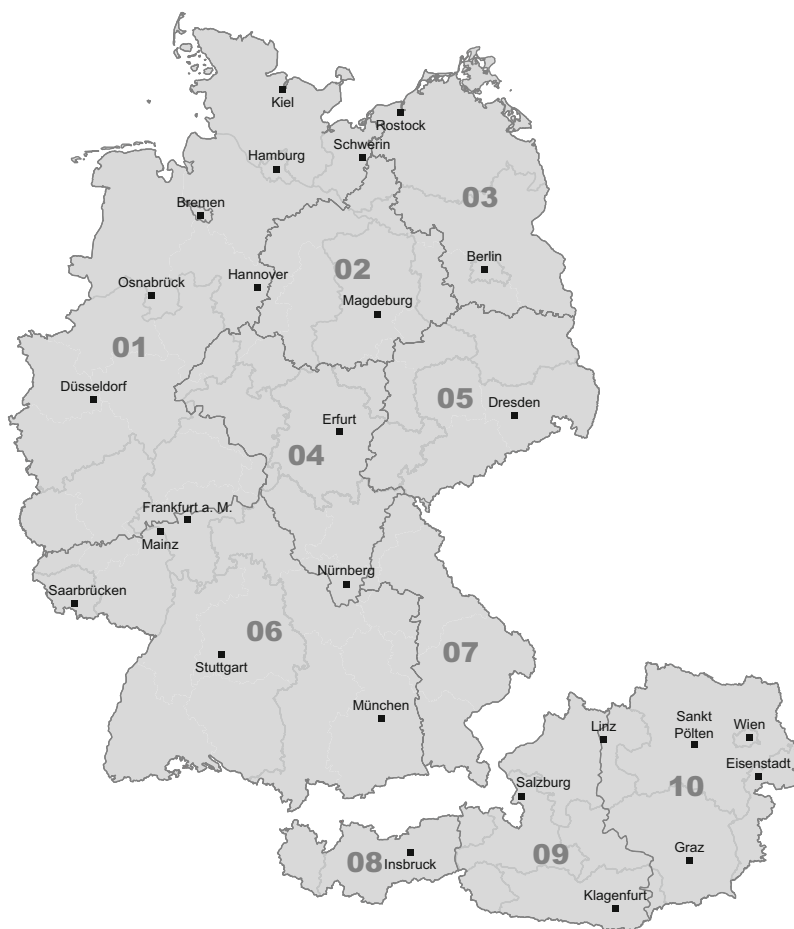 Kiel
Rostock
Schwerin
Hamburg
03
Bremen
Berlin
02
Hannover
Osnabrück
Magdeburg
01
Düsseldorf
05
Dresden
Erfurt
04
Frankfurt a. M.
Mainz
Nürnberg
Saarbrücken
06
07
Stuttgart
München
Linz
Sankt
Pölten
Wien
Eisenstadt
Salzburg
10
Graz
09
08
Insbruck
Klagenfurt